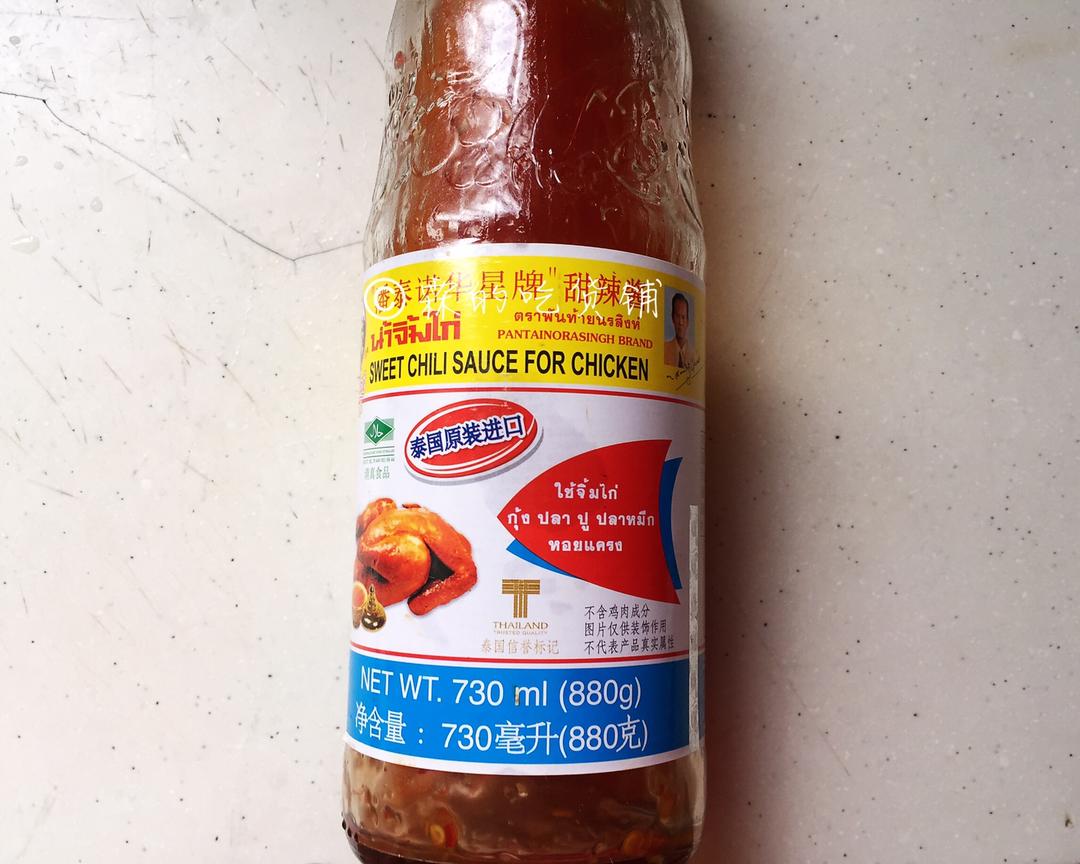 泰诺华星牌"甜辣酱
森的吃货铺
น้ำจิ้มไก่
ตราพันท้ายนรสิงห์
PANTAINORASINGH BRAND
SWEET CHILI SAUCE FOR CHICKEN
泰国原装进口
清真食品
ใช้จิ้มไก่
กุ้ง ปลา ปู ปลาหมึก
หอยแครง
THAILAND
TRUSTED QUALITY
泰国信誉标记
不含鸡肉成分
图片仅供装饰作用
不代表产品真实属性
NET WT. 730 ml (880g)
净含量：730毫升(880克)